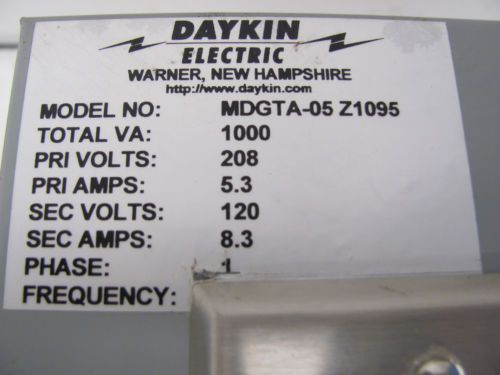 DAYKIN
ELECTRIC
WARNER, NEW HAMPSHIRE
http://www.daykin.com
MODEL NO: MDGTA-05 Z1095
TOTAL VA: 1000
PRI VOLTS: 208
PRI AMPS: 5.3
SEC VOLTS: 120
SEC AMPS: 8.3
PHASE: 1
FREQUENCY: